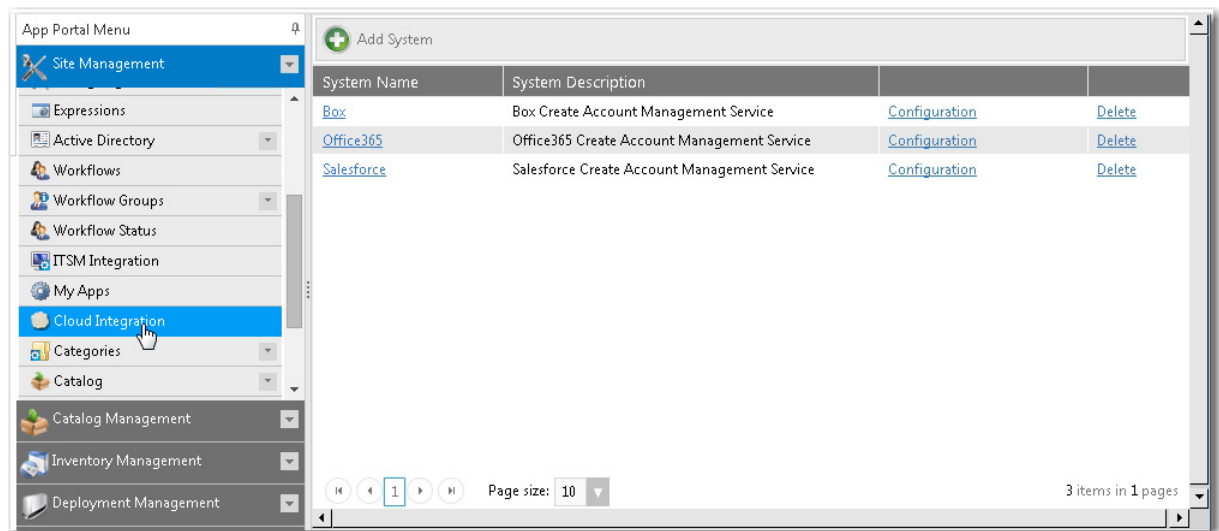 App Portal Menu
Site Management
Expressions
Active Directory
Workflows
Workflow Groups
Workflow Status
ITSM Integration
My Apps
Cloud Integration
Categories
Catalog
Catalog Management
Inventory Management
Deployment Management
Add System
System Name System Description
Box Box Create Account Management Service Configuration Delete
Office365 Office365 Create Account Management Service Configuration Delete
Salesforce Salesforce Create Account Management Service Configuration Delete
1 Page size: 10 3 items in 1 pages